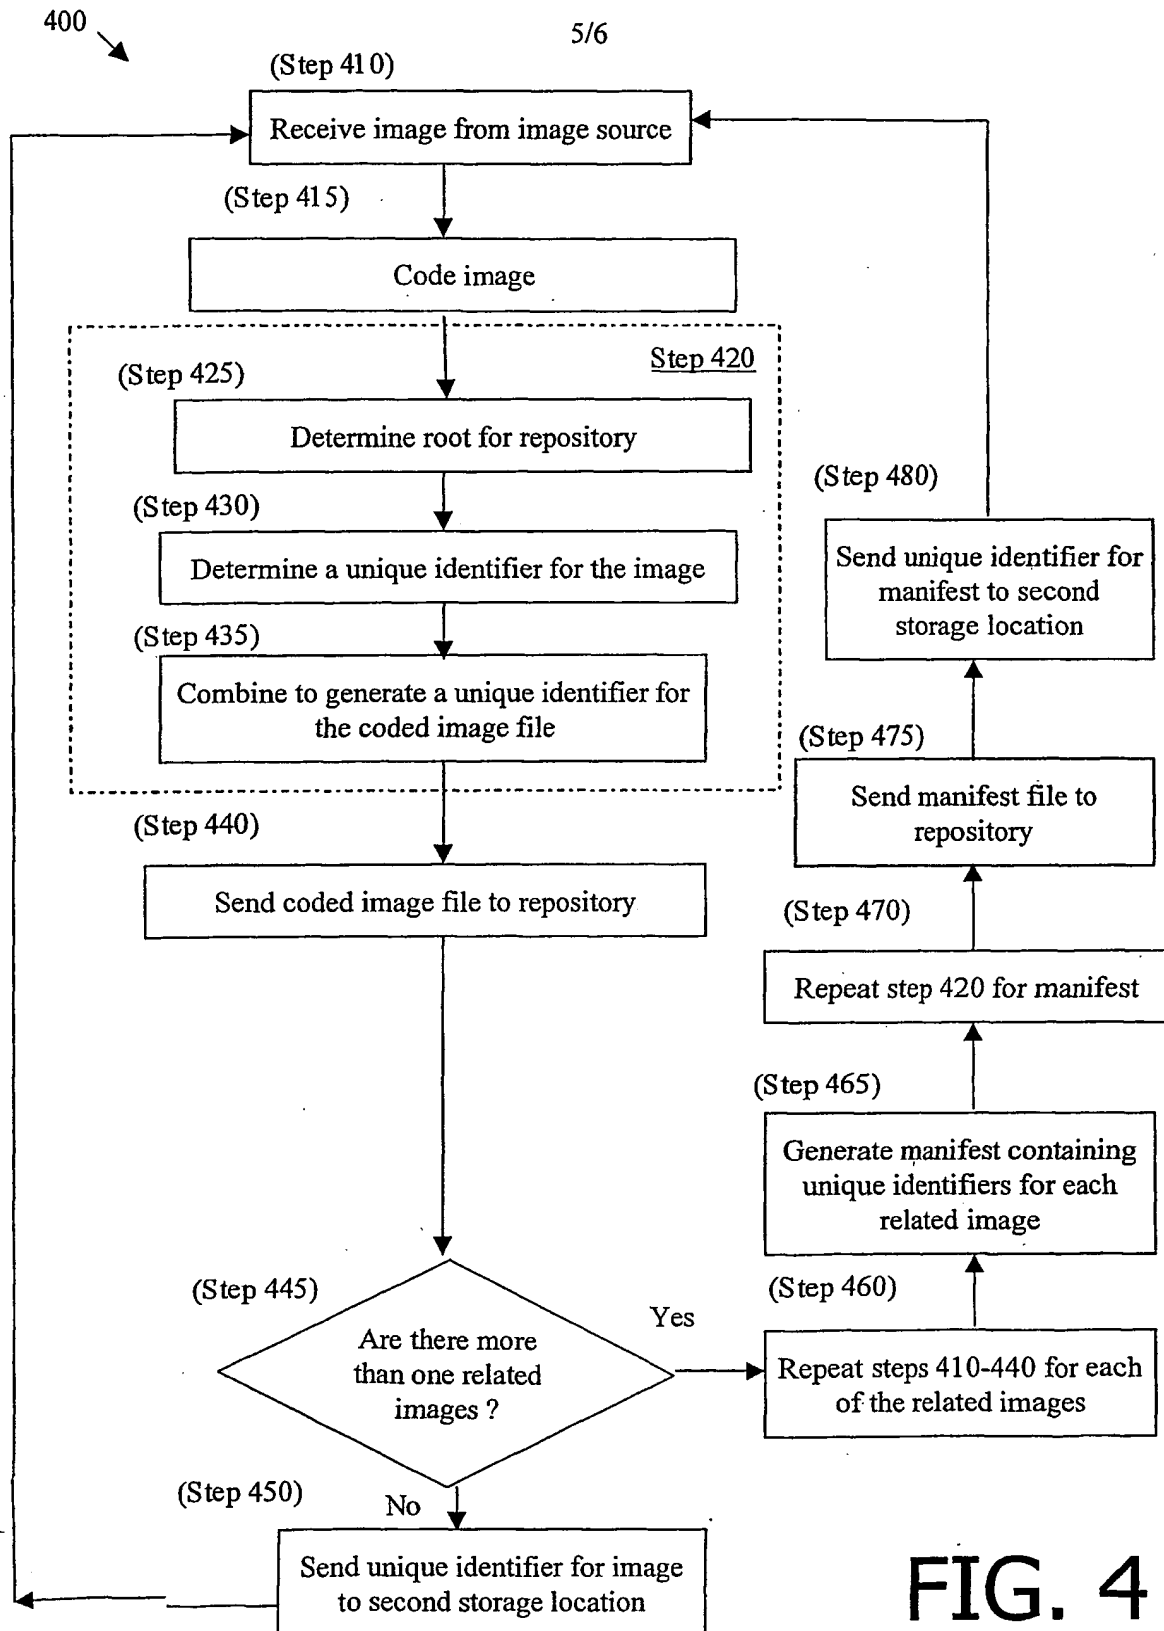 400
5/6
(Step 410)
Receive image from image source
(Step 415)
Code image
Step 420
(Step 425)
Determine root for repository
(Step 430)
Determine a unique identifier for the image
(Step 435)
Combine to generate a unique identifier for
the coded image file
(Step 440)
Send coded image file to repository
(Step 445)
Are there more
than one related
images ?
Yes
No
(Step 450)
Send unique identifier for image
to second storage location
(Step 460)
Repeat steps 410-440 for each
of the related images
(Step 465)
Generate manifest containing
unique identifiers for each
related image
(Step 470)
Repeat step 420 for manifest
(Step 475)
Send manifest file to
repository
(Step 480)
Send unique identifier for
manifest to second
storage location
FIG. 4